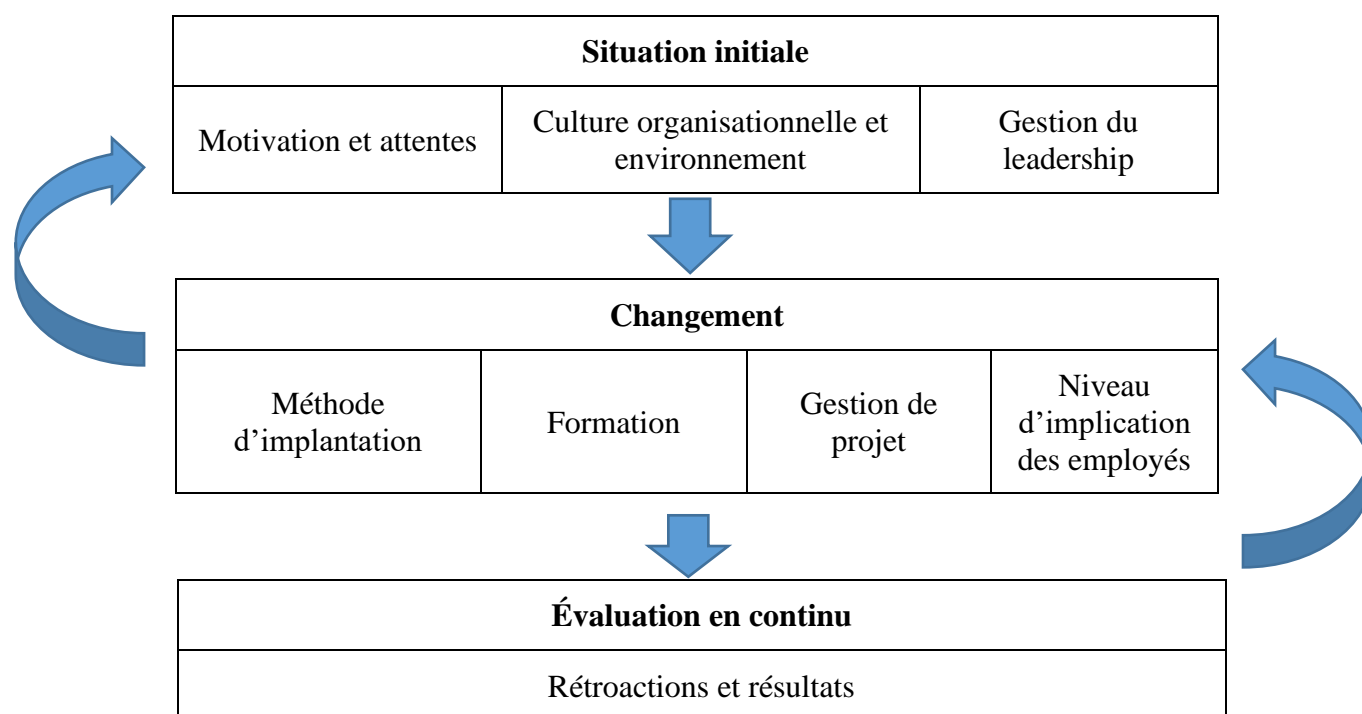 Situation initiale
Motivation et attentes
Culture organisationnelle et
environnement
Gestion du
leadership
Changement
Méthode
d’implantation
Formation
Gestion de
projet
Niveau
d’implication
des employés
Évaluation en continu
Rétroactions et résultats